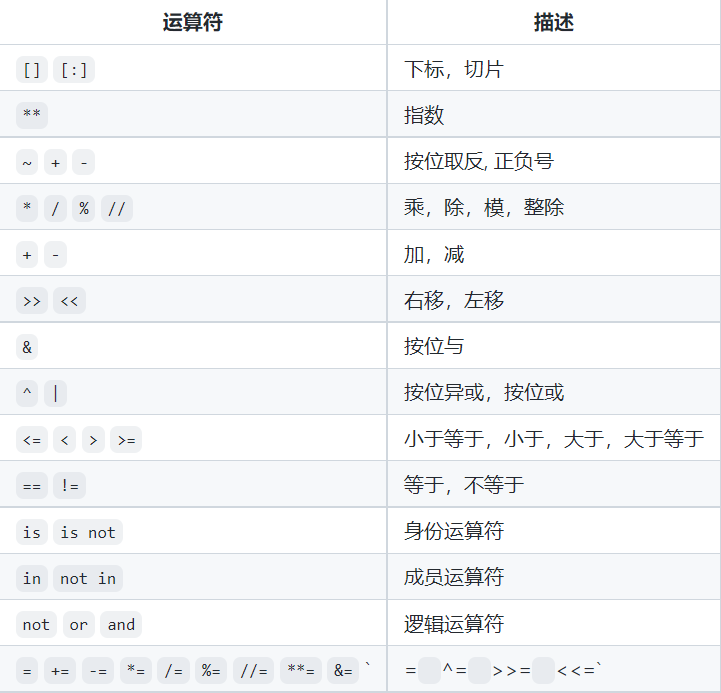 运算符 描述
[] [:] 下标，切片
** 指数
~ + - 按位取反, 正负号
* / % // 乘，除，模，整除
+ - 加，减
>> << 右移，左移
& 按位与
^ | 按位异或，按位或
<= < > >= 小于等于，小于，大于，大于等于
== != 等于，不等于
is is not 身份运算符
in not in 成员运算符
not or and 逻辑运算符
= += -= *= /= %= //= **= &= ` = ^= >>= <<=`